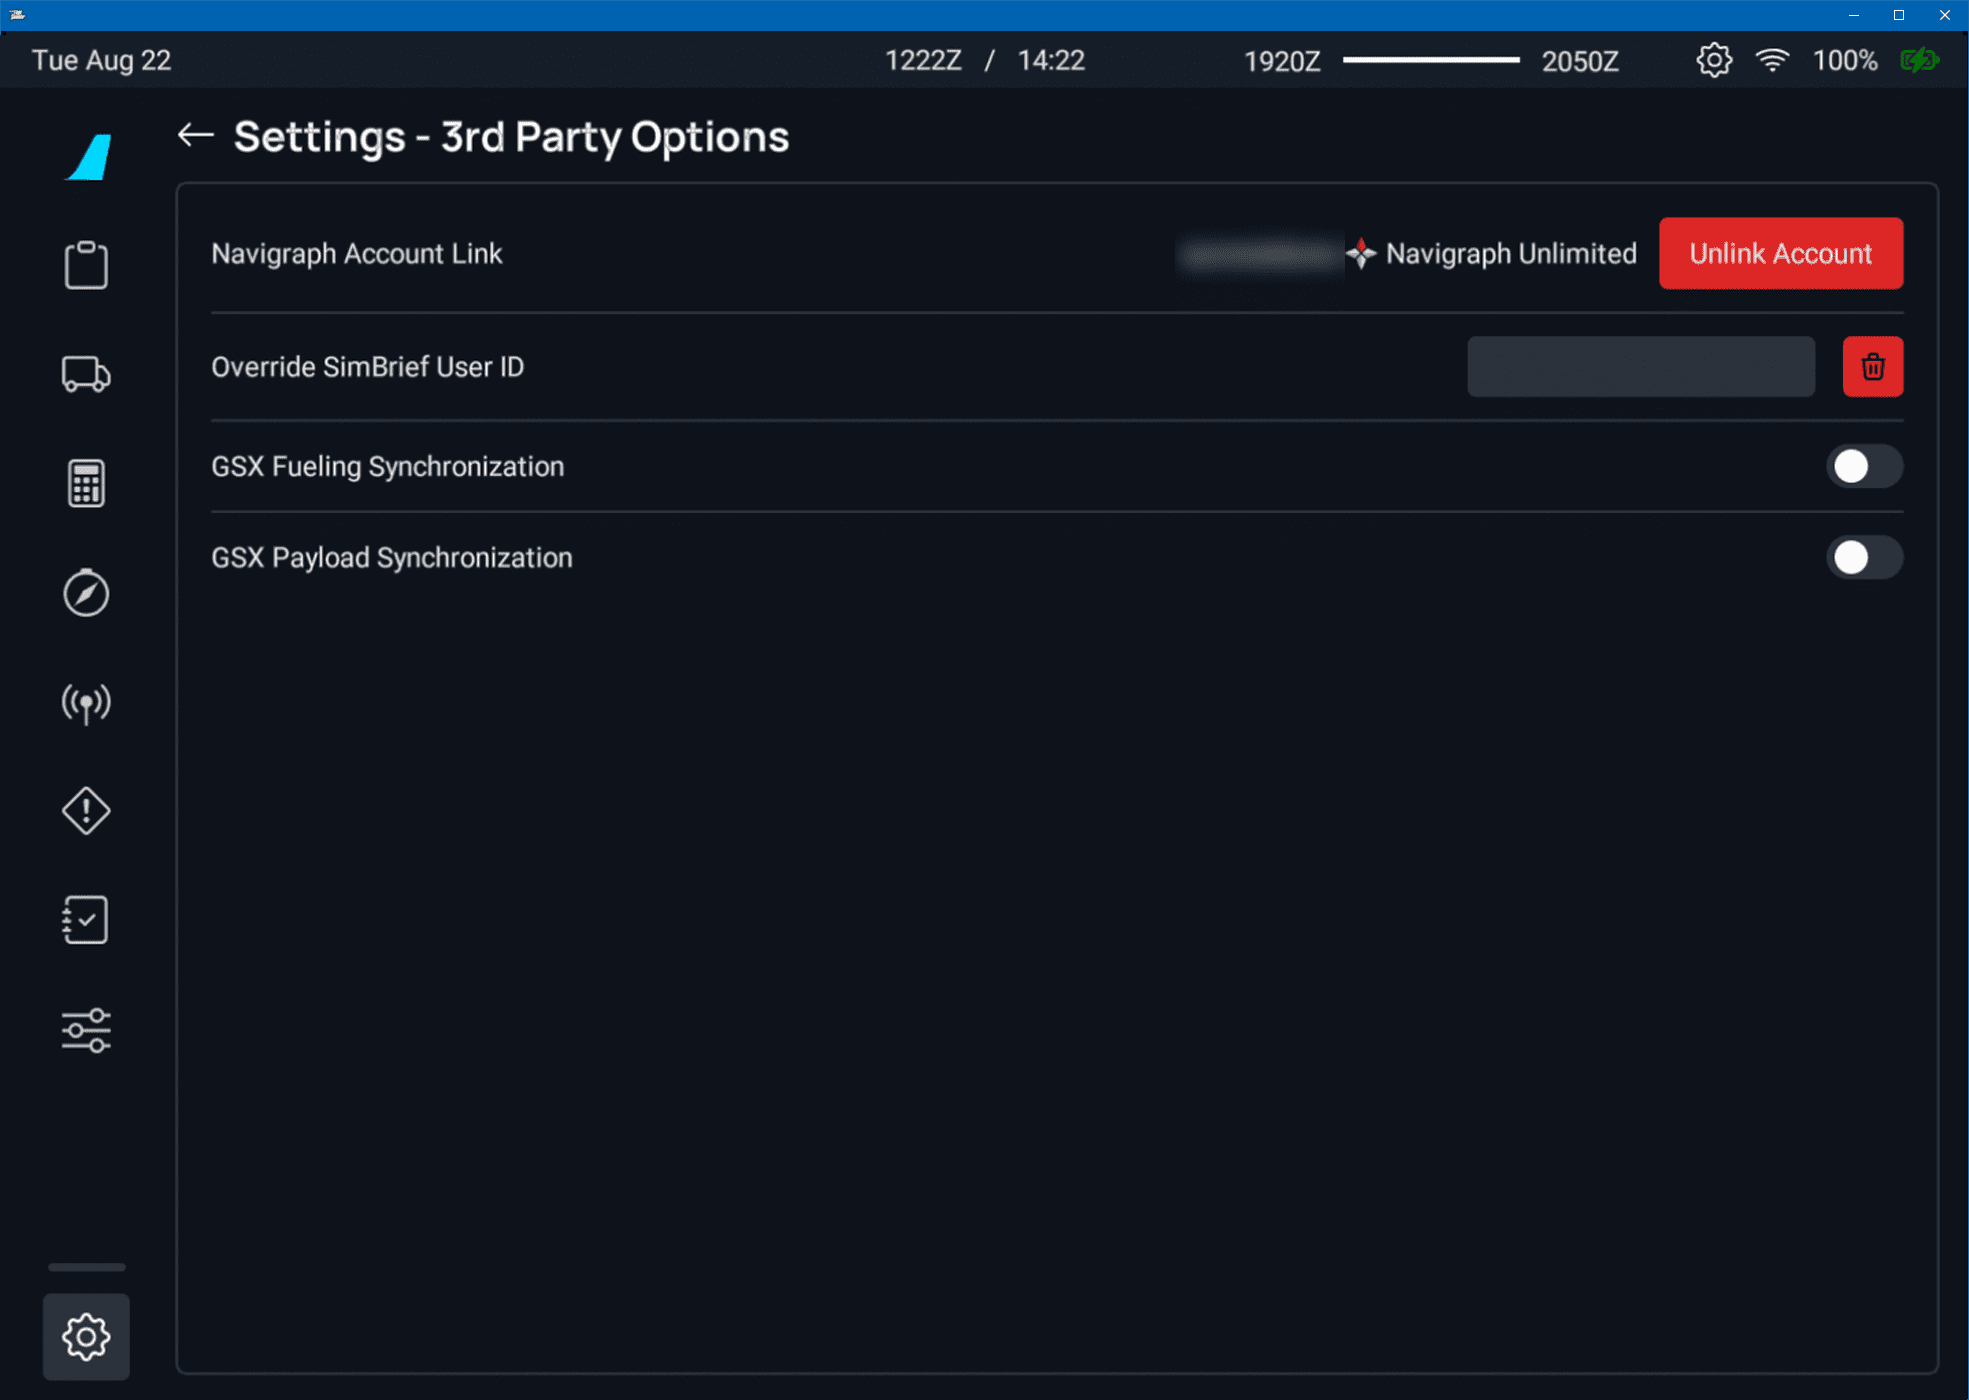 Tue Aug 22
1222Z / 14:22
1920Z
2050Z
100%
Settings - 3rd Party Options
Navigraph Account Link
Navigraph Unlimited
Unlink Account
Override SimBrief User ID
GSX Fueling Synchronization
GSX Payload Synchronization